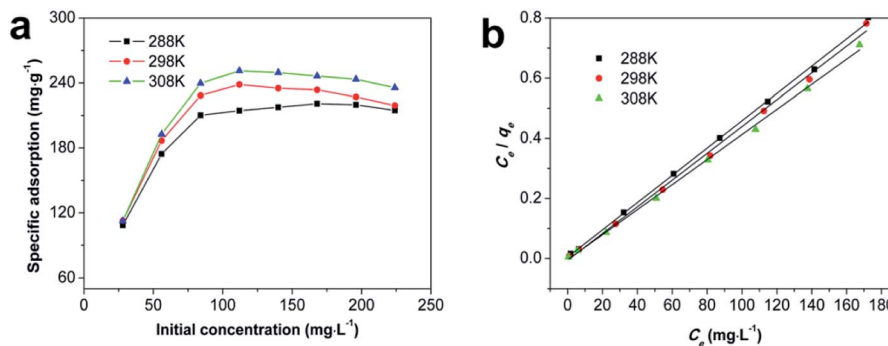 a
300
240
180
120
60
Specific adsorption (mg·g⁻¹)
288K
298K
308K
0
50
100
150
200
250
Initial concentration (mg·L⁻¹)
b
0.8
0.6
0.4
0.2
0.0
Cₑ / qₑ
288K
298K
308K
0
20
40
60
80
100
120
140
160
180
Cₑ (mg·L⁻¹)